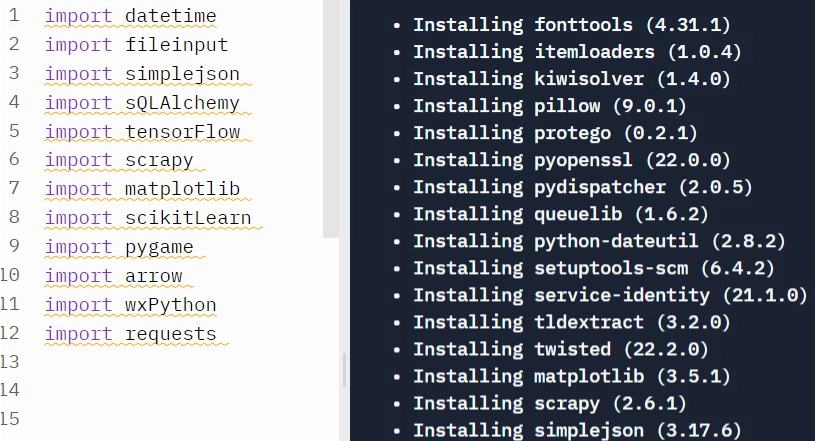 1 import datetime
2 import fileinput
3 import simplejson
4 import sQLAlchemy
5 import tensorFlow
6 import scrapy
7 import matplotlib
8 import scikitLearn
9 import pygame
10 import arrow
11 import wxPython
12 import requests
13
14
15
• Installing fonttools (4.31.1)
• Installing itemloaders (1.0.4)
• Installing kiwisolver (1.4.0)
• Installing pillow (9.0.1)
• Installing protego (0.2.1)
• Installing pyopenssl (22.0.0)
• Installing pydispatcher (2.0.5)
• Installing queuelib (1.6.2)
• Installing python-dateutil (2.8.2)
• Installing setuptools-scm (6.4.2)
• Installing service-identity (21.1.0)
• Installing tldextract (3.2.0)
• Installing twisted (22.2.0)
• Installing matplotlib (3.5.1)
• Installing scrapy (2.6.1)
• Installing simplejson (3.17.6)